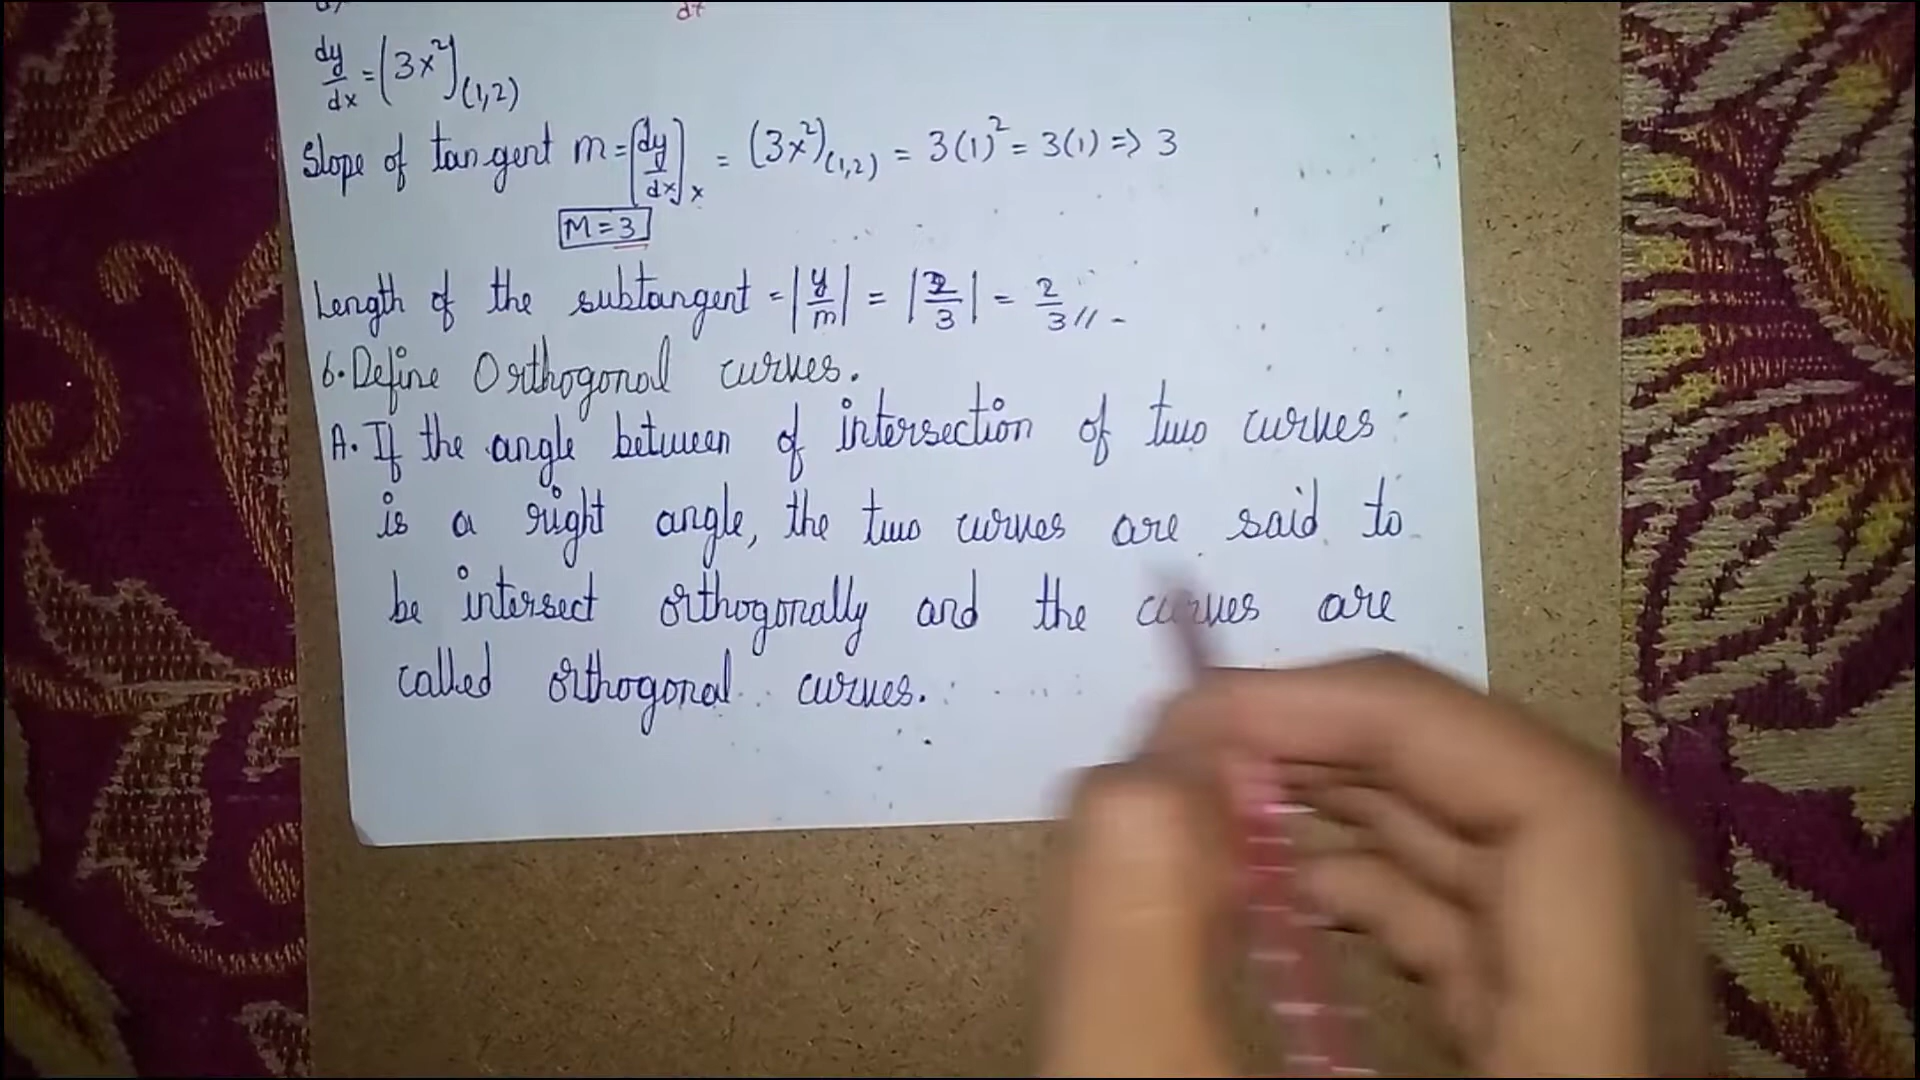 dt
dy/dx = (3x²)(1,2)
Slope of tangent m = [dy/dx]x = (3x²)(1,2) = 3(1)² = 3(1) => 3
M = 3
Length of the subtangent = |y/m| = |2/3| = 2/3 //
6. Define Orthogonal curves.
A. If the angle between of intersection of two curves
is a right angle, the two curves are said to
be intersect orthogonally and the curves are
called orthogonal curves.